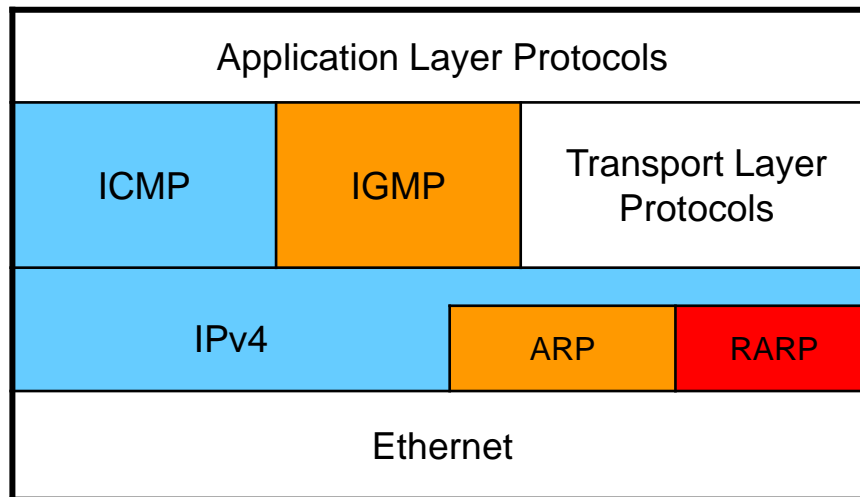 Application Layer Protocols
ICMP
IGMP
Transport Layer
Protocols
IPv4
ARP
RARP
Ethernet